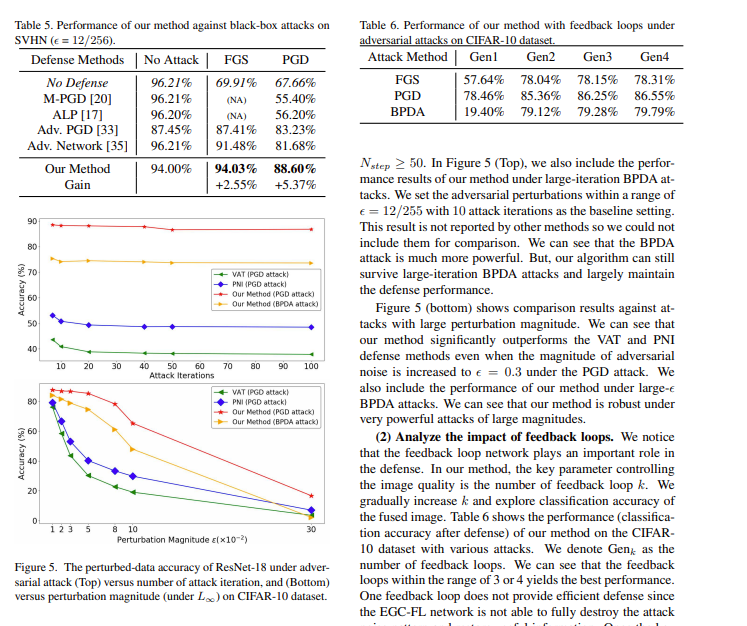 Table 5. Performance of our method against black-box attacks on
SVHN (ϵ = 12/256).
Defense Methods No Attack FGS PGD
No Defense 96.21% 69.91% 67.66%
M-PGD [20] 96.21% (NA) 55.40%
ALP [17] 96.20% (NA) 56.20%
Adv. PGD [33] 87.45% 87.41% 83.23%
Adv. Network [35] 96.21% 91.48% 81.68%
Our Method 94.00% 94.03% 88.60%
Gain +2.55% +5.37%
90
80
70
60
50
40
Accuracy (%)
VAT (PGD attack)
PNI (PGD attack)
Our Method (PGD attack)
Our Method (BPDA attack)
10 20 30 40 50 60 70 80 90 100
Attack Iterations
80
60
40
20
0
Accuracy (%)
VAT (PGD attack)
PNI (PGD attack)
Our Method (PGD attack)
Our Method (BPDA attack)
1 2 3 5 8 10 30
Perturbation Magnitude ε(×10⁻²)
Figure 5. The perturbed-data accuracy of ResNet-18 under adver-
sarial attack (Top) versus number of attack iteration, and (Bottom)
versus perturbation magnitude (under L∞) on CIFAR-10 dataset.
Table 6. Performance of our method with feedback loops under
adversarial attacks on CIFAR-10 dataset.
Attack Method Gen1 Gen2 Gen3 Gen4
FGS 57.64% 78.04% 78.15% 78.31%
PGD 78.46% 85.36% 86.25% 86.55%
BPDA 19.40% 79.12% 79.28% 79.79%
Nstep ≥ 50. In Figure 5 (Top), we also include the perfor-
mance results of our method under large-iteration BPDA at-
tacks. We set the adversarial perturbations within a range of
ϵ = 12/255 with 10 attack iterations as the baseline setting.
This result is not reported by other methods so we could not
include them for comparison. We can see that the BPDA
attack is much more powerful. But, our algorithm can still
survive large-iteration BPDA attacks and largely maintain
the defense performance.
Figure 5 (bottom) shows comparison results against at-
tacks with large perturbation magnitude. We can see that
our method significantly outperforms the VAT and PNI
defense methods even when the magnitude of adversarial
noise is increased to ϵ = 0.3 under the PGD attack. We
also include the performance of our method under large-ϵ
BPDA attacks. We can see that our method is robust under
very powerful attacks of large magnitudes.
(2) Analyze the impact of feedback loops. We notice
that the feedback loop network plays an important role in
the defense. In our method, the key parameter controlling
the image quality is the number of feedback loop k. We
gradually increase k and explore classification accuracy of
the fused image. Table 6 shows the performance (classifica-
tion accuracy after defense) of our method on the CIFAR-
10 dataset with various attacks. We denote Genk as the
number of feedback loops. We can see that the feedback
loops within the range of 3 or 4 yields the best performance.
One feedback loop does not provide efficient defense since
the EGC-FL network is not able to fully destroy the attack